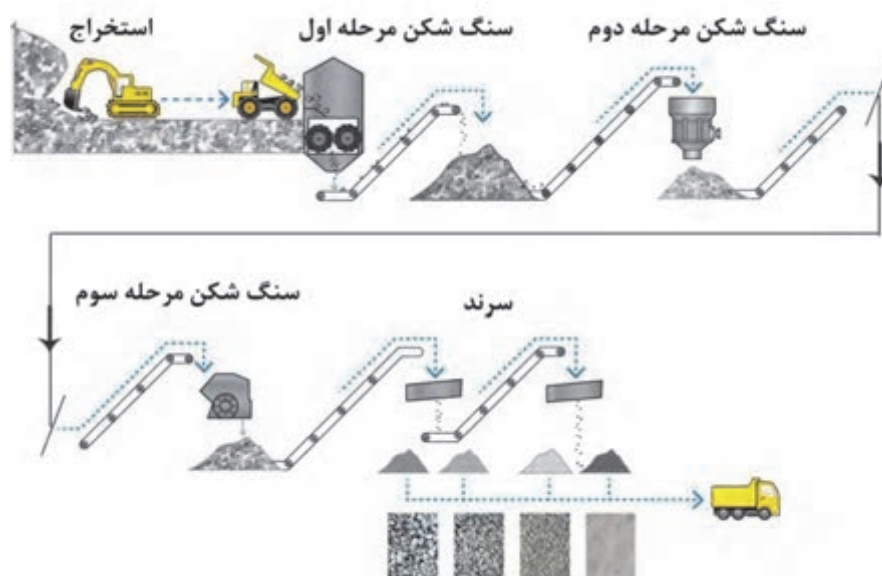 استخراج
سنگ شکن مرحله اول
سنگ شکن مرحله دوم
سنگ شکن مرحله سوم
سرند